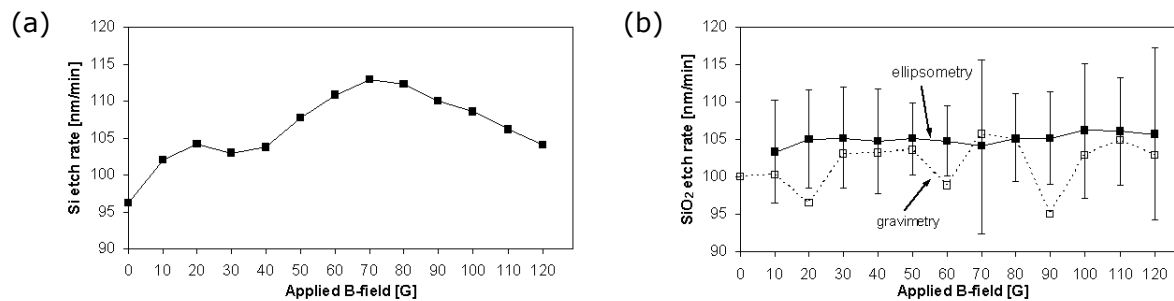 (a)
Si etch rate [nm/min]
120
115
110
105
100
95
90
0 10 20 30 40 50 60 70 80 90 100 110 120
Applied B-field [G]
(b)
SiO2 etch rate [nm/min]
120
115
110
105
100
95
90
ellipsometry
gravimetry
0 10 20 30 40 50 60 70 80 90 100 110 120
Applied B-field [G]